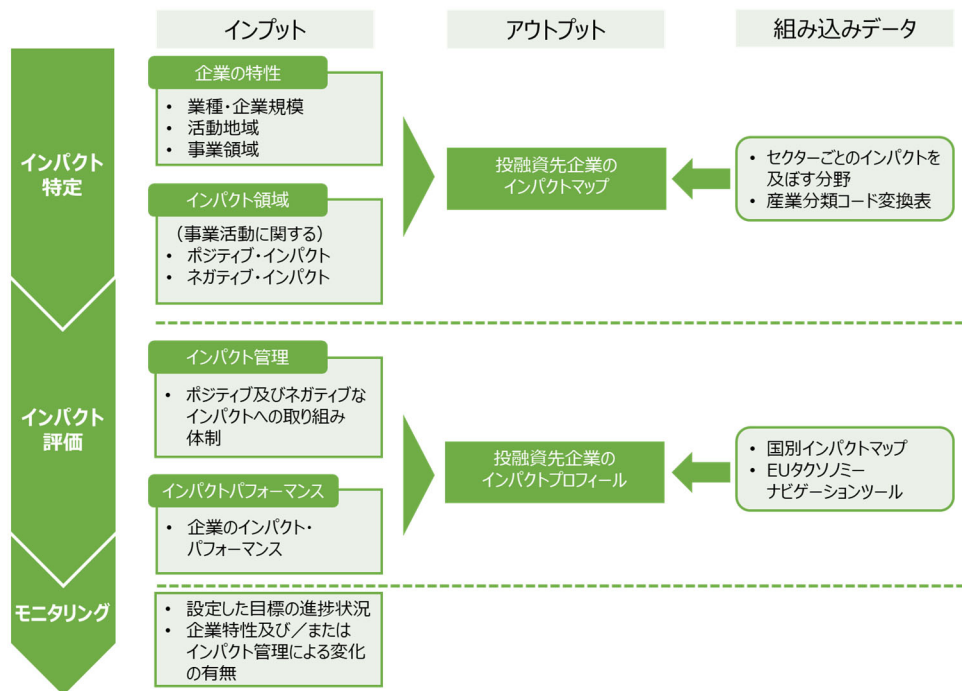 インプット
アウトプット
組み込みデータ
インパクト
特定
企業の特性
• 業種・企業規模
• 活動地域
• 事業領域
インパクト領域
（事業活動に関する）
• ポジティブ・インパクト
• ネガティブ・インパクト
投融資先企業の
インパクトマップ
• セクターごとのインパクトを
及ぼす分野
• 産業分類コード変換表
インパクト
評価
インパクト管理
• ポジティブ及びネガティブな
インパクトへの取り組み
体制
インパクトパフォーマンス
• 企業のインパクト・
パフォーマンス
投融資先企業の
インパクトプロフィール
• 国別インパクトマップ
• EUタクソノミー
ナビゲーションツール
モニタリング
• 設定した目標の進捗状況
• 企業特性及び／または
インパクト管理による変化
の有無